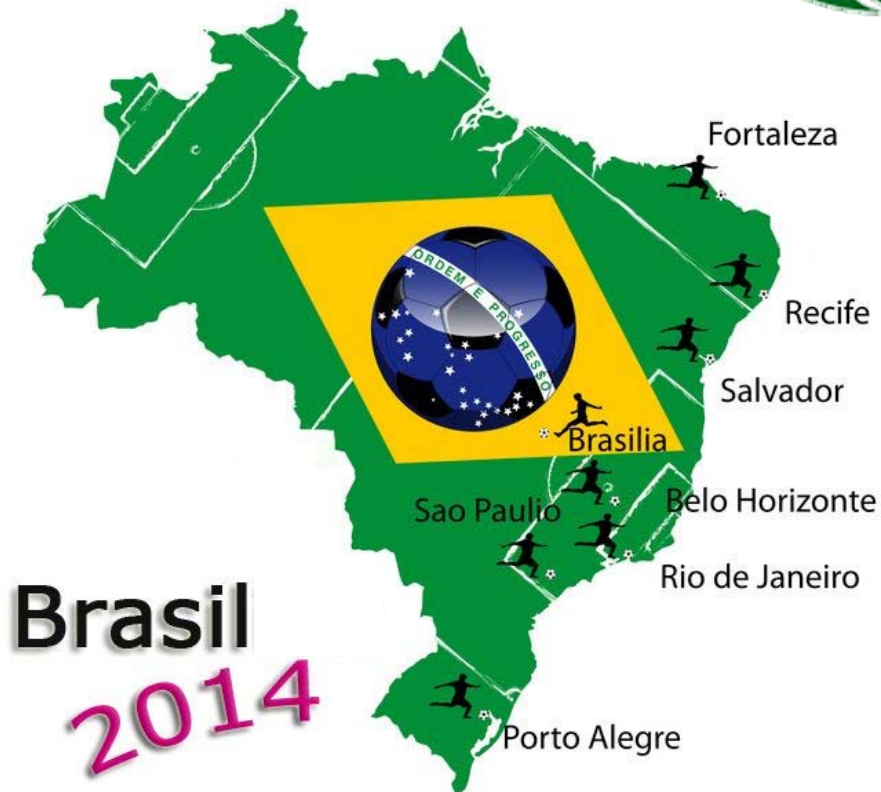 Fortaleza
Recife
Salvador
ORDEM E PROGRESSO
Brasilia
Sao Paulio
Belo Horizonte
Rio de Janeiro
Brasil
2014
Porto Alegre